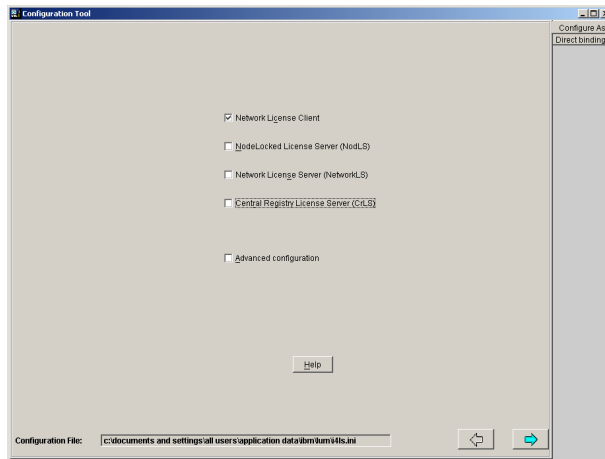 Configuration Tool
Configure As
Direct binding
Network License Client
NodeLocked License Server (NodLS)
Network License Server (NetworkLS)
Central Registry License Server (CrLS)
Advanced configuration
Help
Configuration File: c:\documents and settings\all users\application data\ibm\lum\i4ls.ini